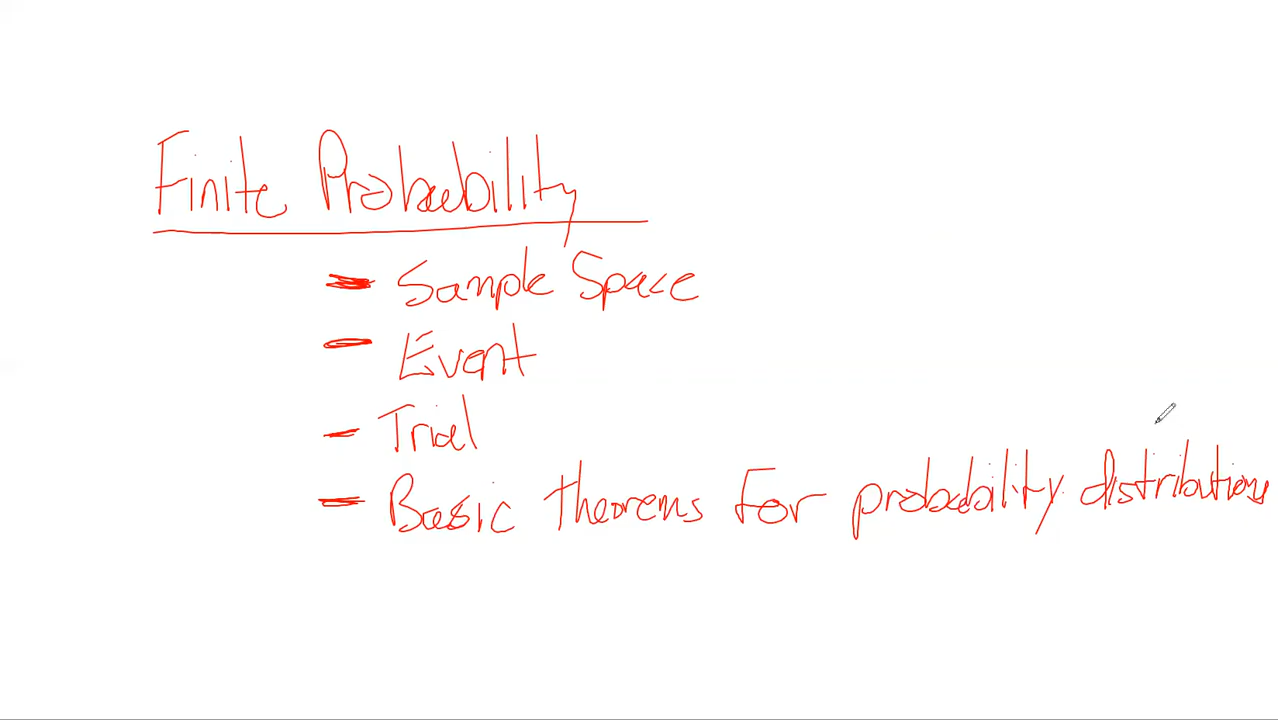 Finite Probability
- Sample Space
- Event
- Trial
- Basic theorems for probability distributions